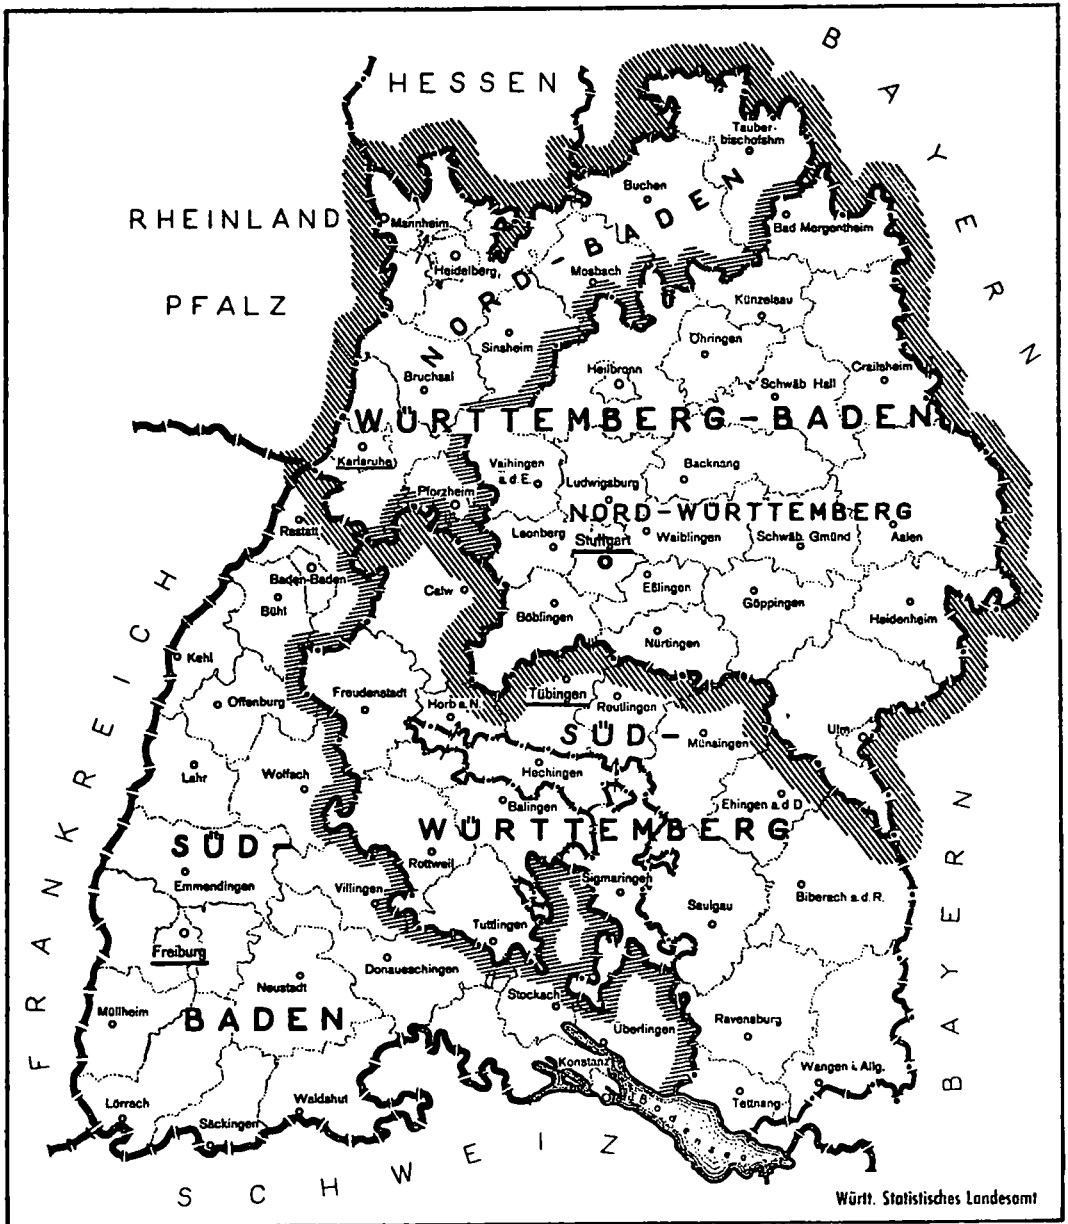 HESSEN
BAYERN
Tauber-
bischofshm
Buchen
RHEINLAND
PFALZ
Mannheim
Bad Mergentheim
Heidelberg
NORD-BADEN
Mosbach
Künzelsau
Öhringen
Sinsheim
Heilbronn
Crailsheim
Bruchsal
Schwäb Hall
WÜRTTEMBERG-BADEN
Karlsruhe
Vaihingen
a.d.E.
Backnang
Ludwigsburg
Pforzheim
NORD-WÜRTTEMBERG
Rastatt
Leonberg
Stuttgart
Waiblingen
Schwäb. Gmünd
Aalen
Baden-Baden
Calw
Eßlingen
Bühl
Göppingen
Böblingen
Heidenheim
Nürtingen
Kehl
FRANKREICH
Offenburg
Freudenstadt
Horb a.N.
Tübingen
Reutlingen
SÜD-
Münsingen
Ulm
Lahr
Wolfach
Hechingen
Balingen
Ehingen a.d D
WÜRTTEMBERG
SÜD-
Rottweil
Emmendingen
Villingen
Sigmaringen
Biberach a.d.R.
Saulgau
Tuttlingen
Freiburg
Donaueschingen
Neustadt
Stockach
Müllheim
BADEN
Überlingen
Ravensburg
BAYERN
Konstanz
Wangen i. Allg.
Lörrach
Waldshut
Bodensee
Tettnang
Säckingen
SCHWEIZ
Württ. Statistisches Landesamt